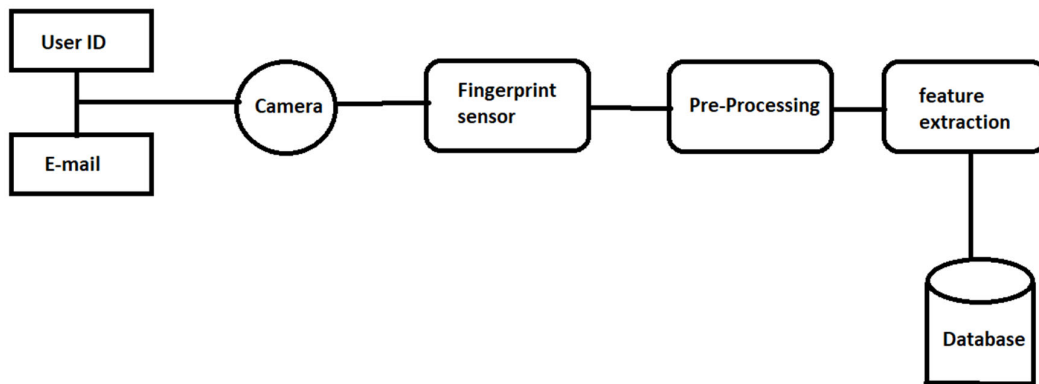 User ID
E-mail
Camera
Fingerprint
sensor
Pre-Processing
feature
extraction
Database